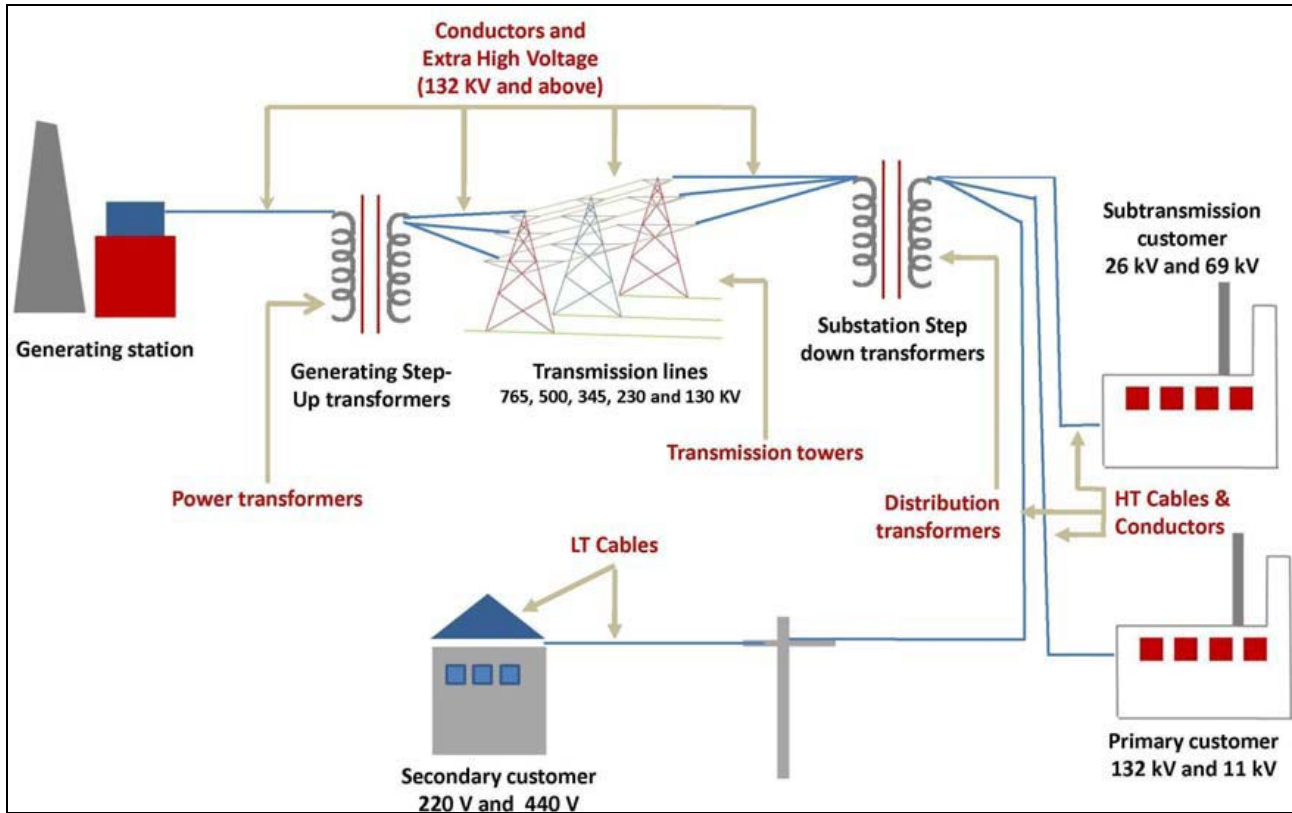 Conductors and
Extra High Voltage
(132 KV and above)
Subtransmission
customer
26 kV and 69 kV
Generating station
Generating Step-
Up transformers
Transmission lines
765, 500, 345, 230 and 130 KV
Substation Step
down transformers
Power transformers
Transmission towers
Distribution
transformers
HT Cables &
Conductors
LT Cables
Secondary customer
220 V and 440 V
Primary customer
132 kV and 11 kV